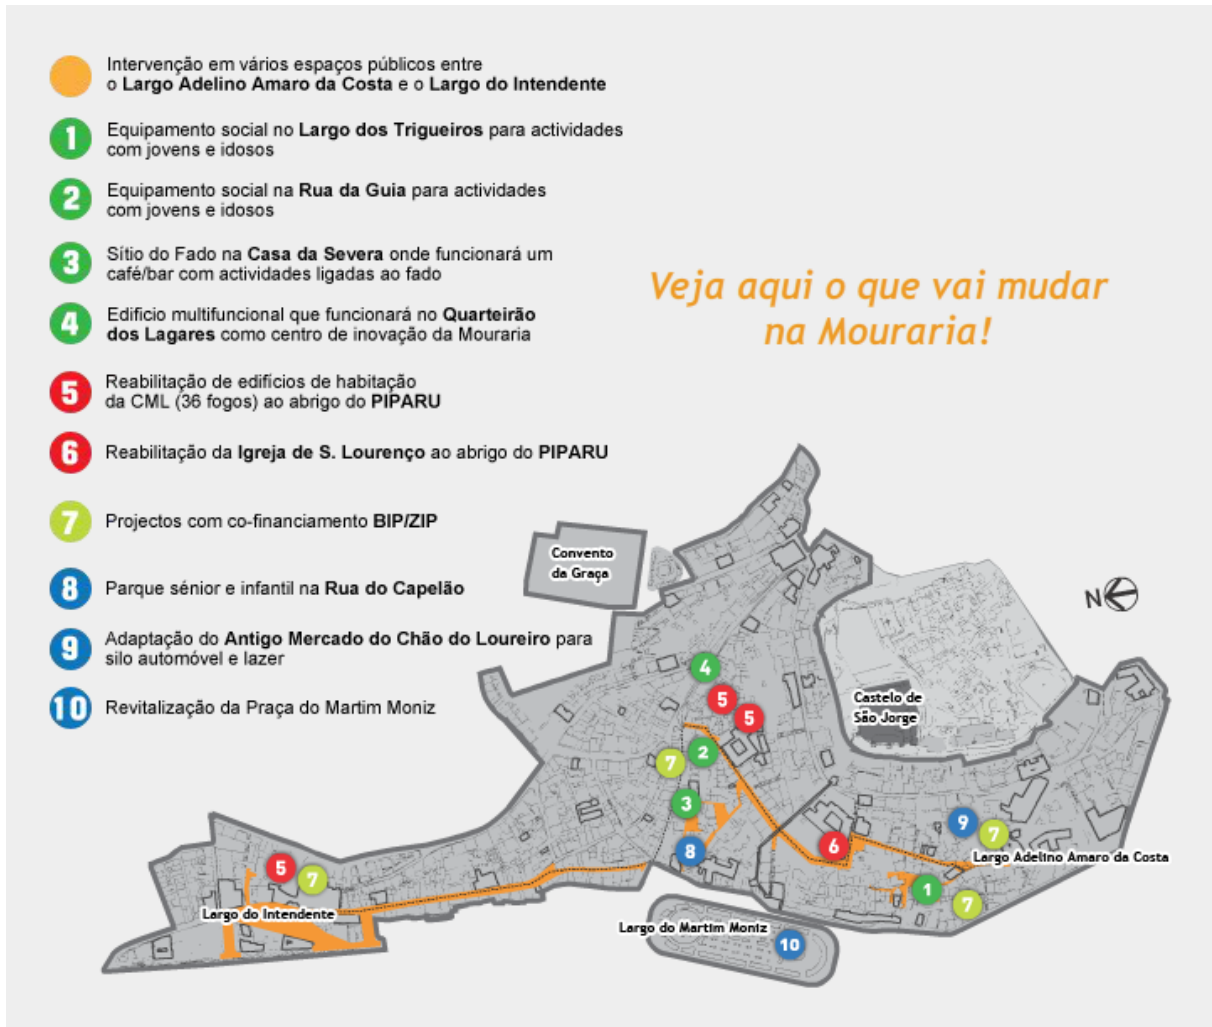 Intervenção em vários espaços públicos entre
o Largo Adelino Amaro da Costa e o Largo do Intendente
1 Equipamento social no Largo dos Trigueiros para actividades
com jovens e idosos
2 Equipamento social na Rua da Guia para actividades
com jovens e idosos
3 Sítio do Fado na Casa da Severa onde funcionará um
café/bar com actividades ligadas ao fado
4 Edificio multifuncional que funcionará no Quarteirão
dos Lagares como centro de inovação da Mouraria
5 Reabilitação de edifícios de habitação
da CML (36 fogos) ao abrigo do PIPARU
6 Reabilitação da Igreja de S. Lourenço ao abrigo do PIPARU
7 Projectos com co-financiamento BIP/ZIP
8 Parque sénior e infantil na Rua do Capelão
9 Adaptação do Antigo Mercado do Chão do Loureiro para
silo automóvel e lazer
10 Revitalização da Praça do Martim Moniz
Veja aqui o que vai mudar
na Mouraria!
Convento
da Graça
N
4
5
5
Castelo de
São Jorge
2
7
3
9
7
6
8
Largo Adelino Amaro da Costa
5
7
1
7
Largo do Intendente
Largo do Martim Moniz
10